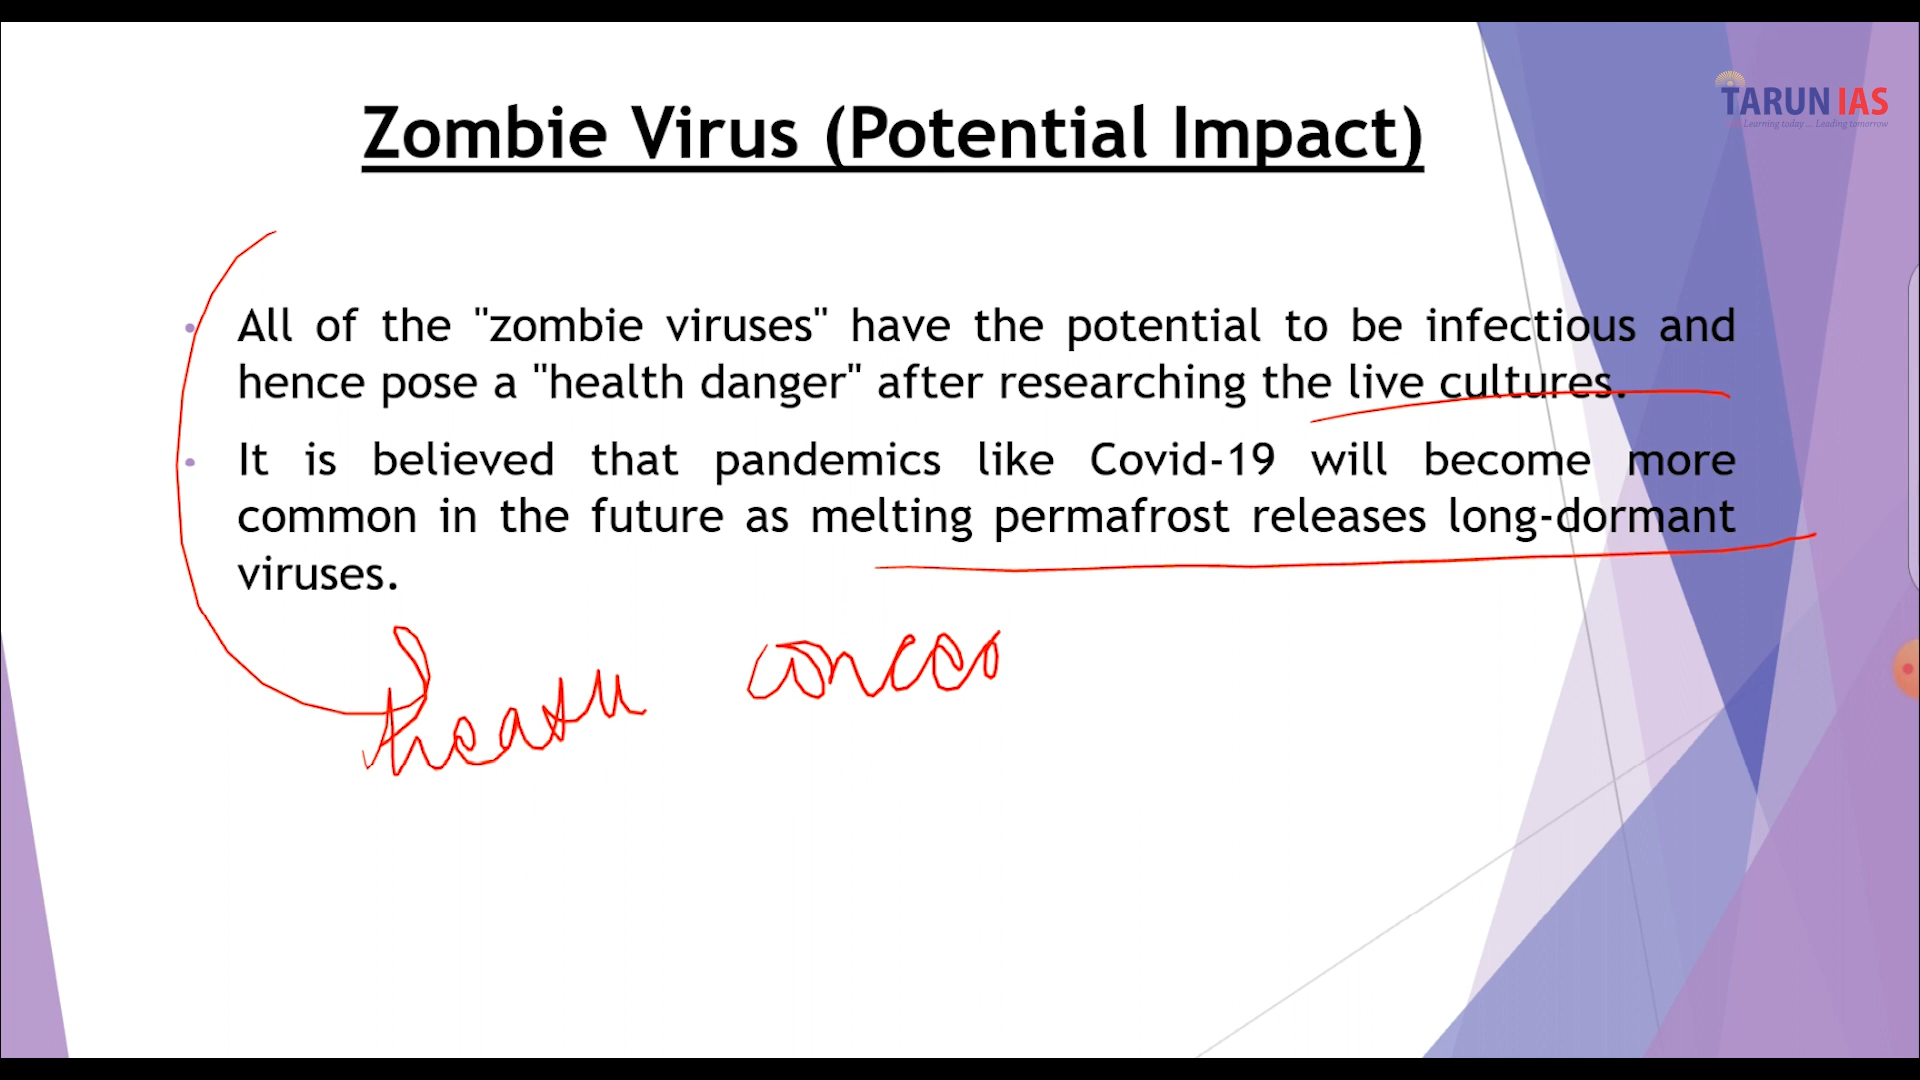 TARUN IAS
Learning today ... Leading tomorrow
Zombie Virus (Potential Impact)
• All of the "zombie viruses" have the potential to be infectious and
hence pose a "health danger" after researching the live cultures.
• It is believed that pandemics like Covid-19 will become more
common in the future as melting permafrost releases long-dormant
viruses.